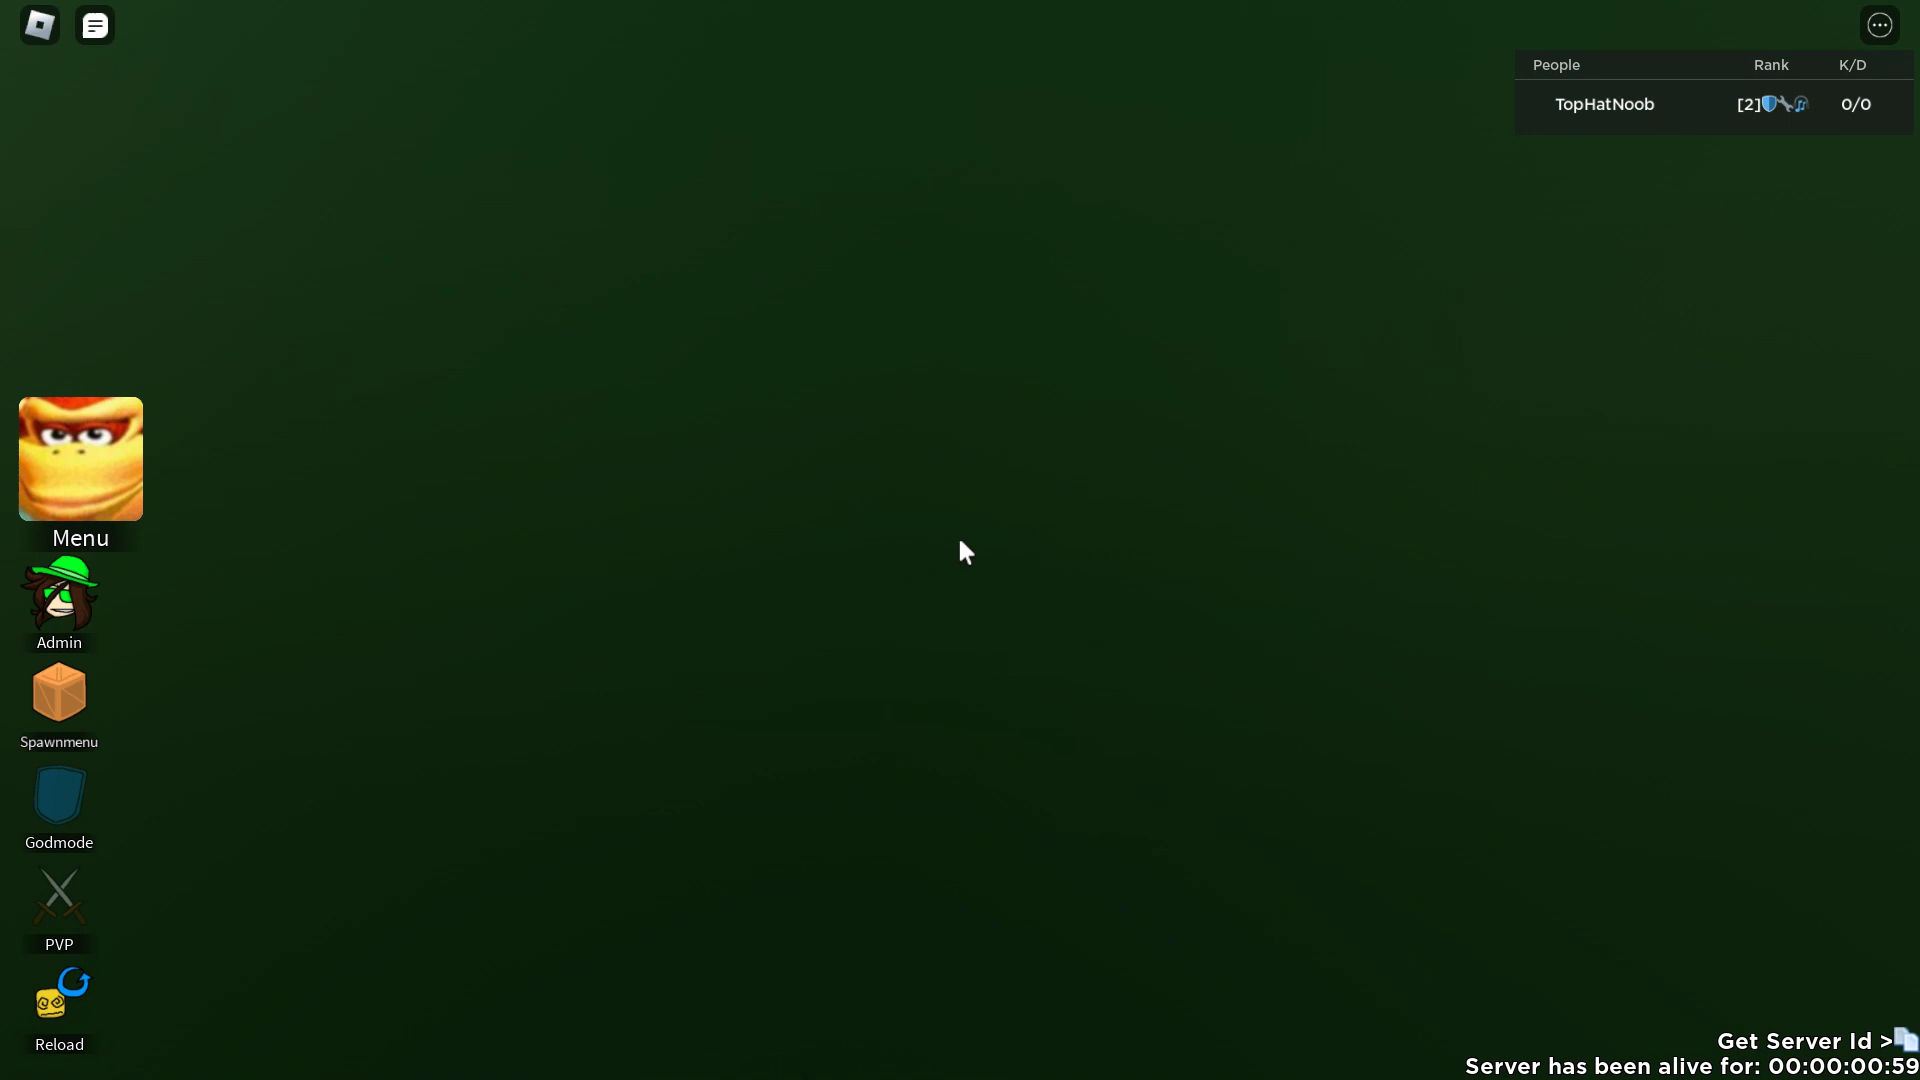 People Rank K/D
TopHatNoob [2] 0/0
Menu
Admin
Spawnmenu
Godmode
PVP
Reload
Get Server Id >
Server has been alive for: 00:00:00:59